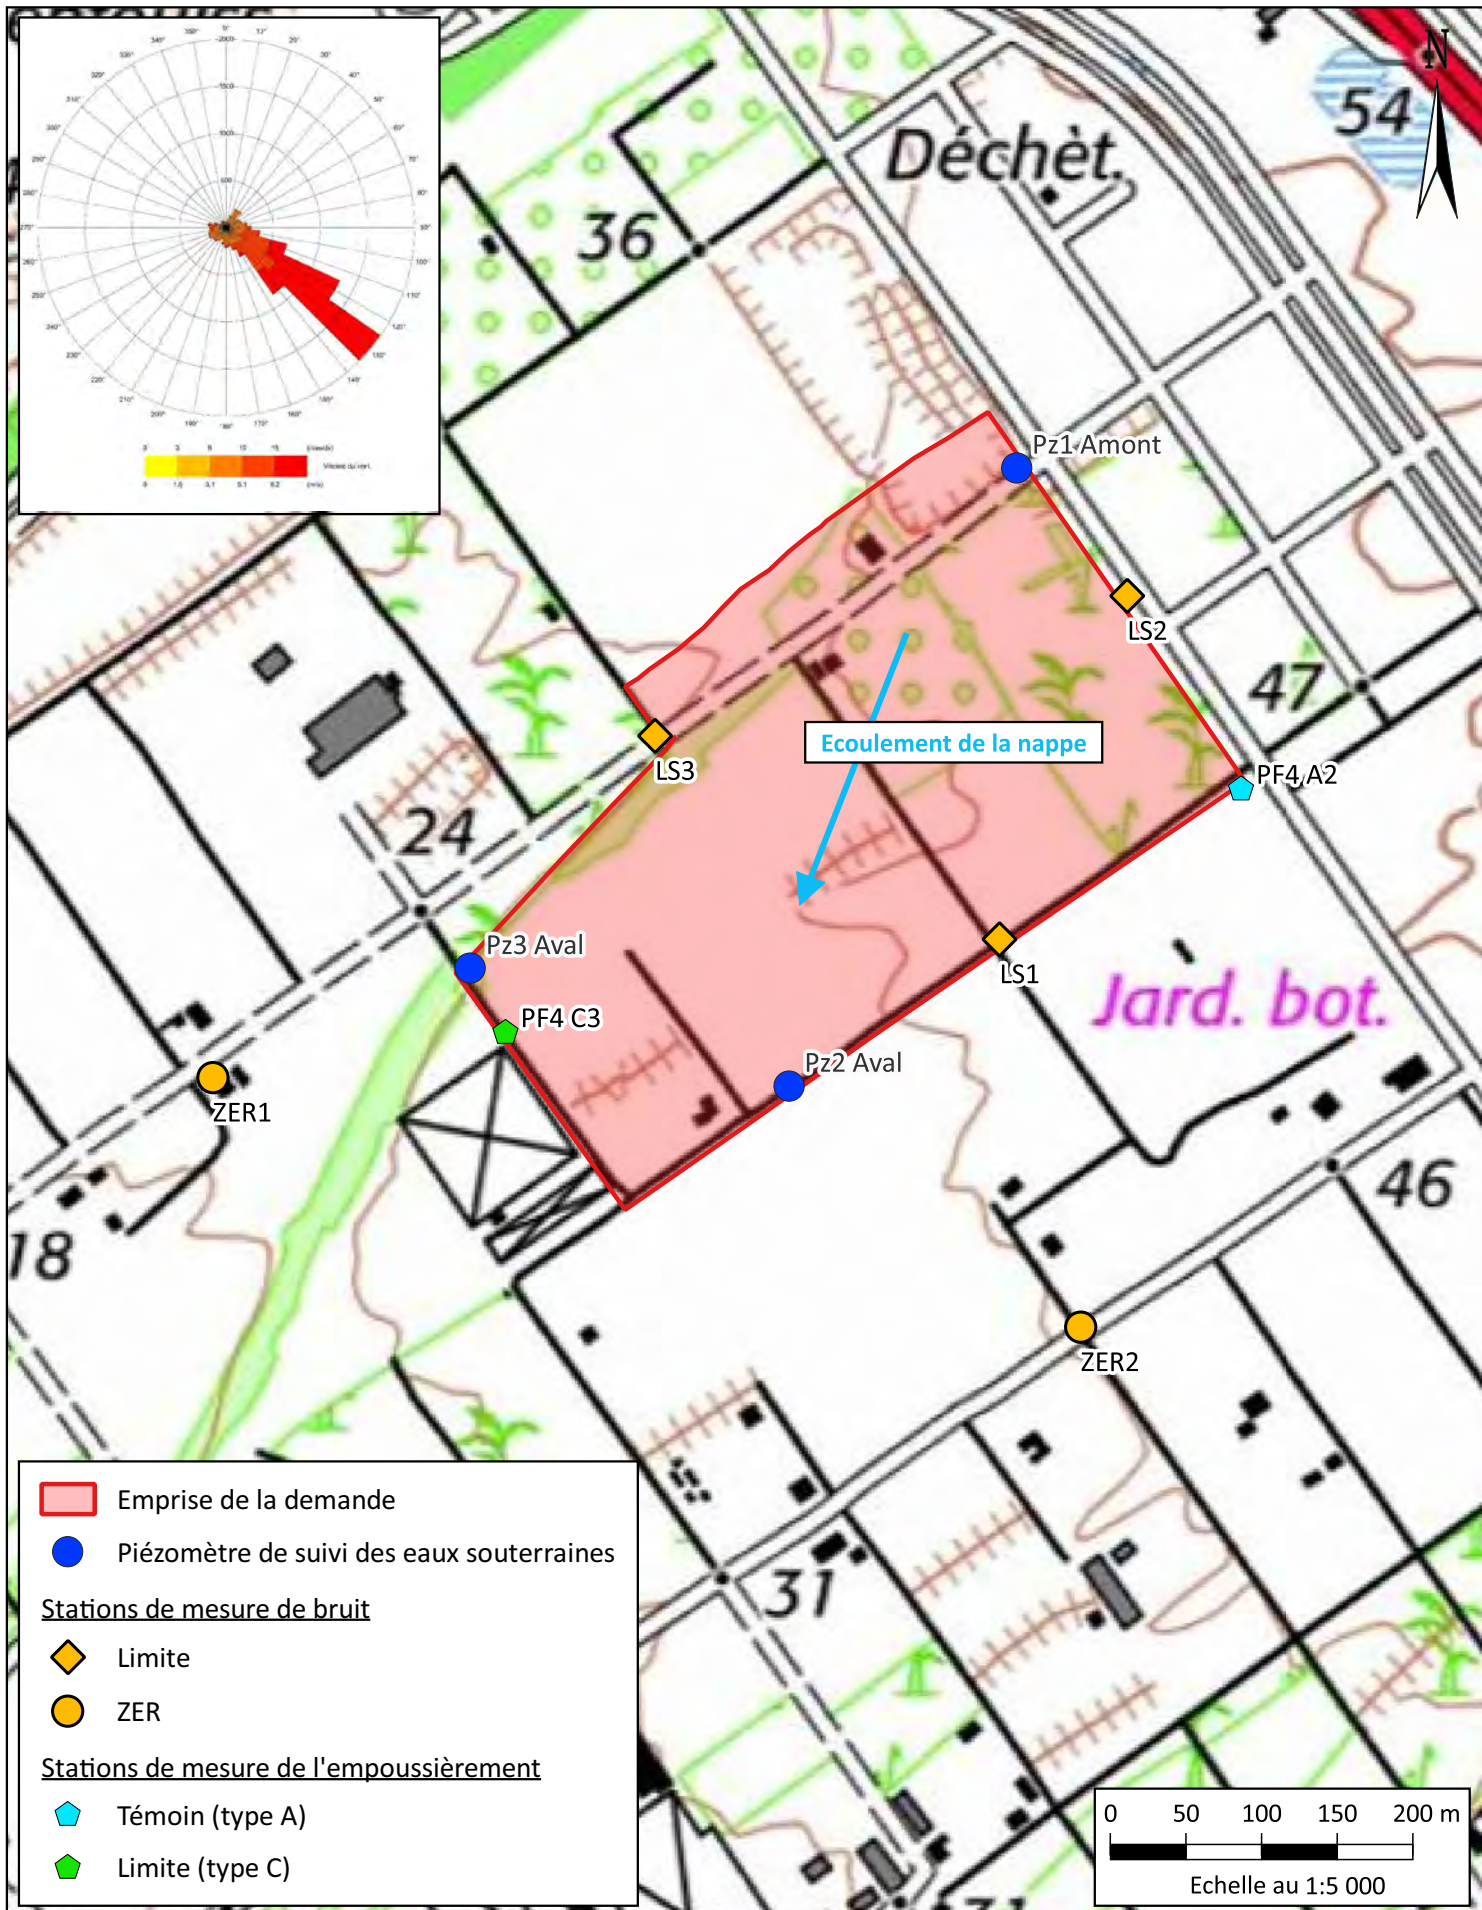 N
54
Déchèt.
36
Vitesse du vent
Pz1 Amont
LS2
47
Ecoulement de la nappe
LS3
PF4 A2
24
Pz3 Aval
LS1
Jard. bot.
PF4 C3
Pz2 Aval
ZER1
46
18
ZER2
Emprise de la demande
Piézomètre de suivi des eaux souterraines
Stations de mesure de bruit
Limite
ZER
Stations de mesure de l'empoussièrement
Témoin (type A)
Limite (type C)
31
0 50 100 150 200 m
Echelle au 1:5 000